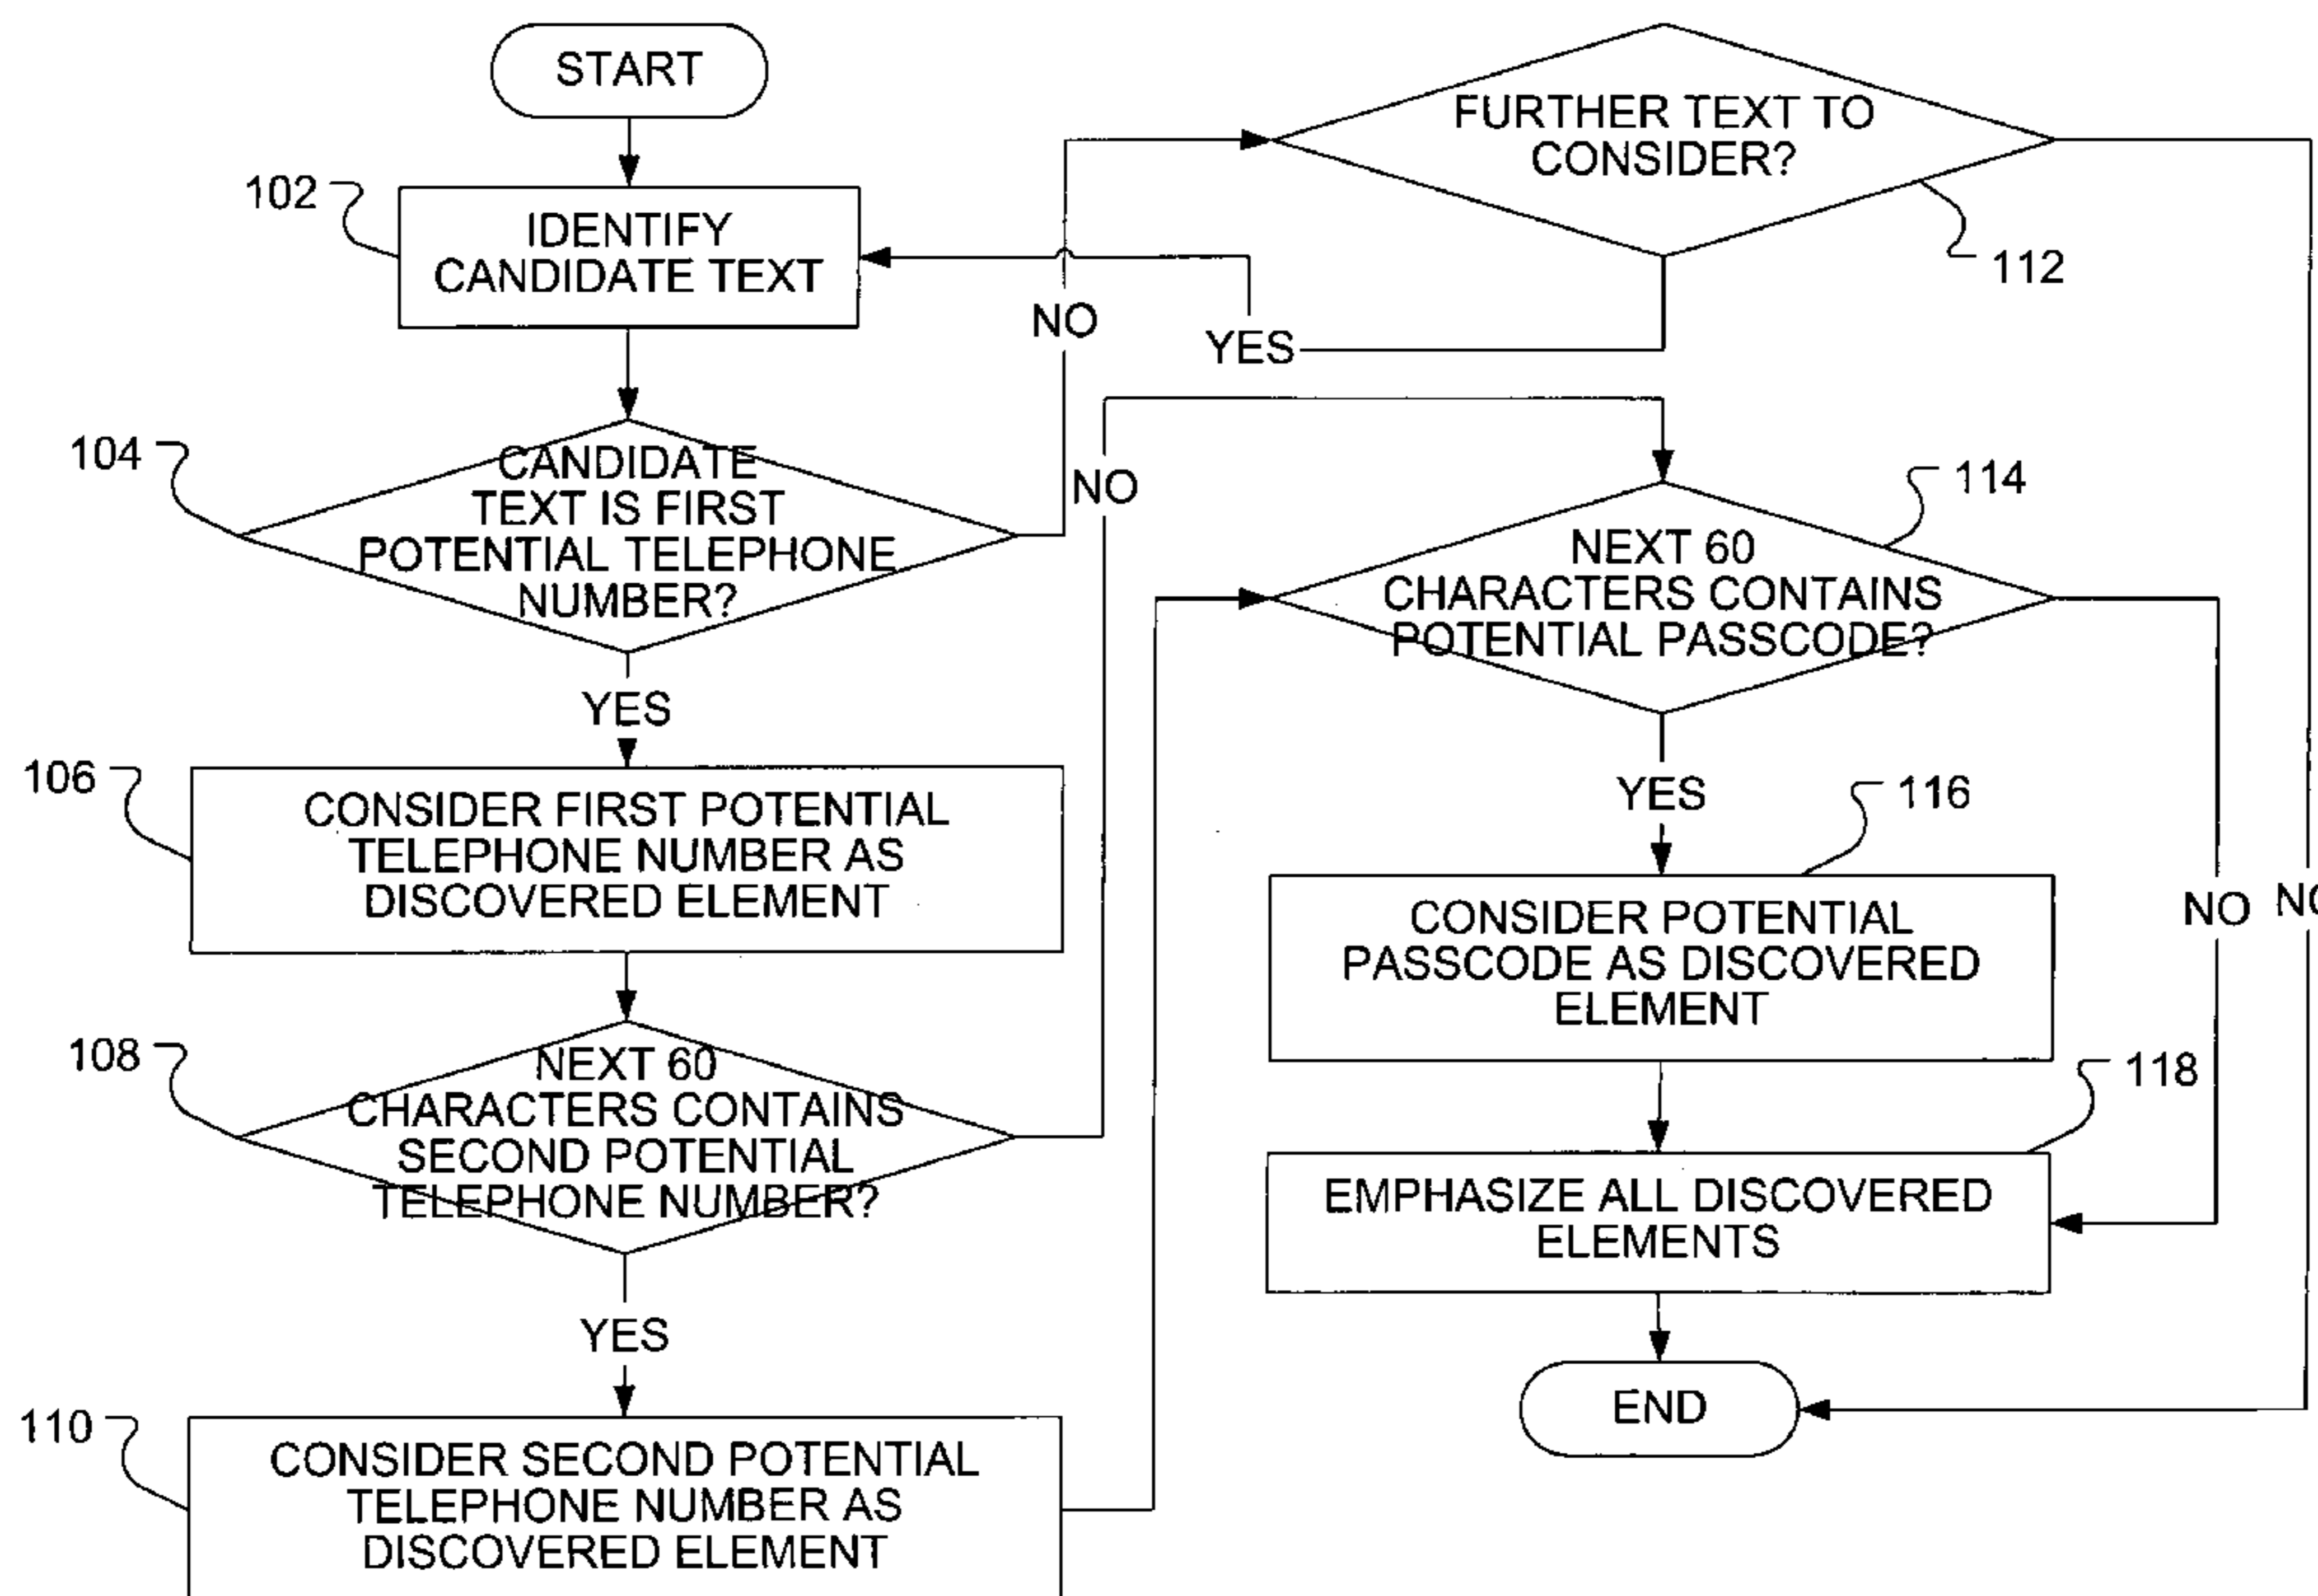 START
102
IDENTIFY
CANDIDATE TEXT
104
CANDIDATE
TEXT IS FIRST
POTENTIAL TELEPHONE
NUMBER?
NO
YES
106
CONSIDER FIRST POTENTIAL
TELEPHONE NUMBER AS
DISCOVERED ELEMENT
108
NEXT 60
CHARACTERS CONTAINS
SECOND POTENTIAL
TELEPHONE NUMBER?
NO
YES
110
CONSIDER SECOND POTENTIAL
TELEPHONE NUMBER AS
DISCOVERED ELEMENT
FURTHER TEXT TO
CONSIDER?
112
YES
114
NEXT 60
CHARACTERS CONTAINS
POTENTIAL PASSCODE?
YES
116
CONSIDER POTENTIAL
PASSCODE AS DISCOVERED
ELEMENT
NO
118
EMPHASIZE ALL DISCOVERED
ELEMENTS
END